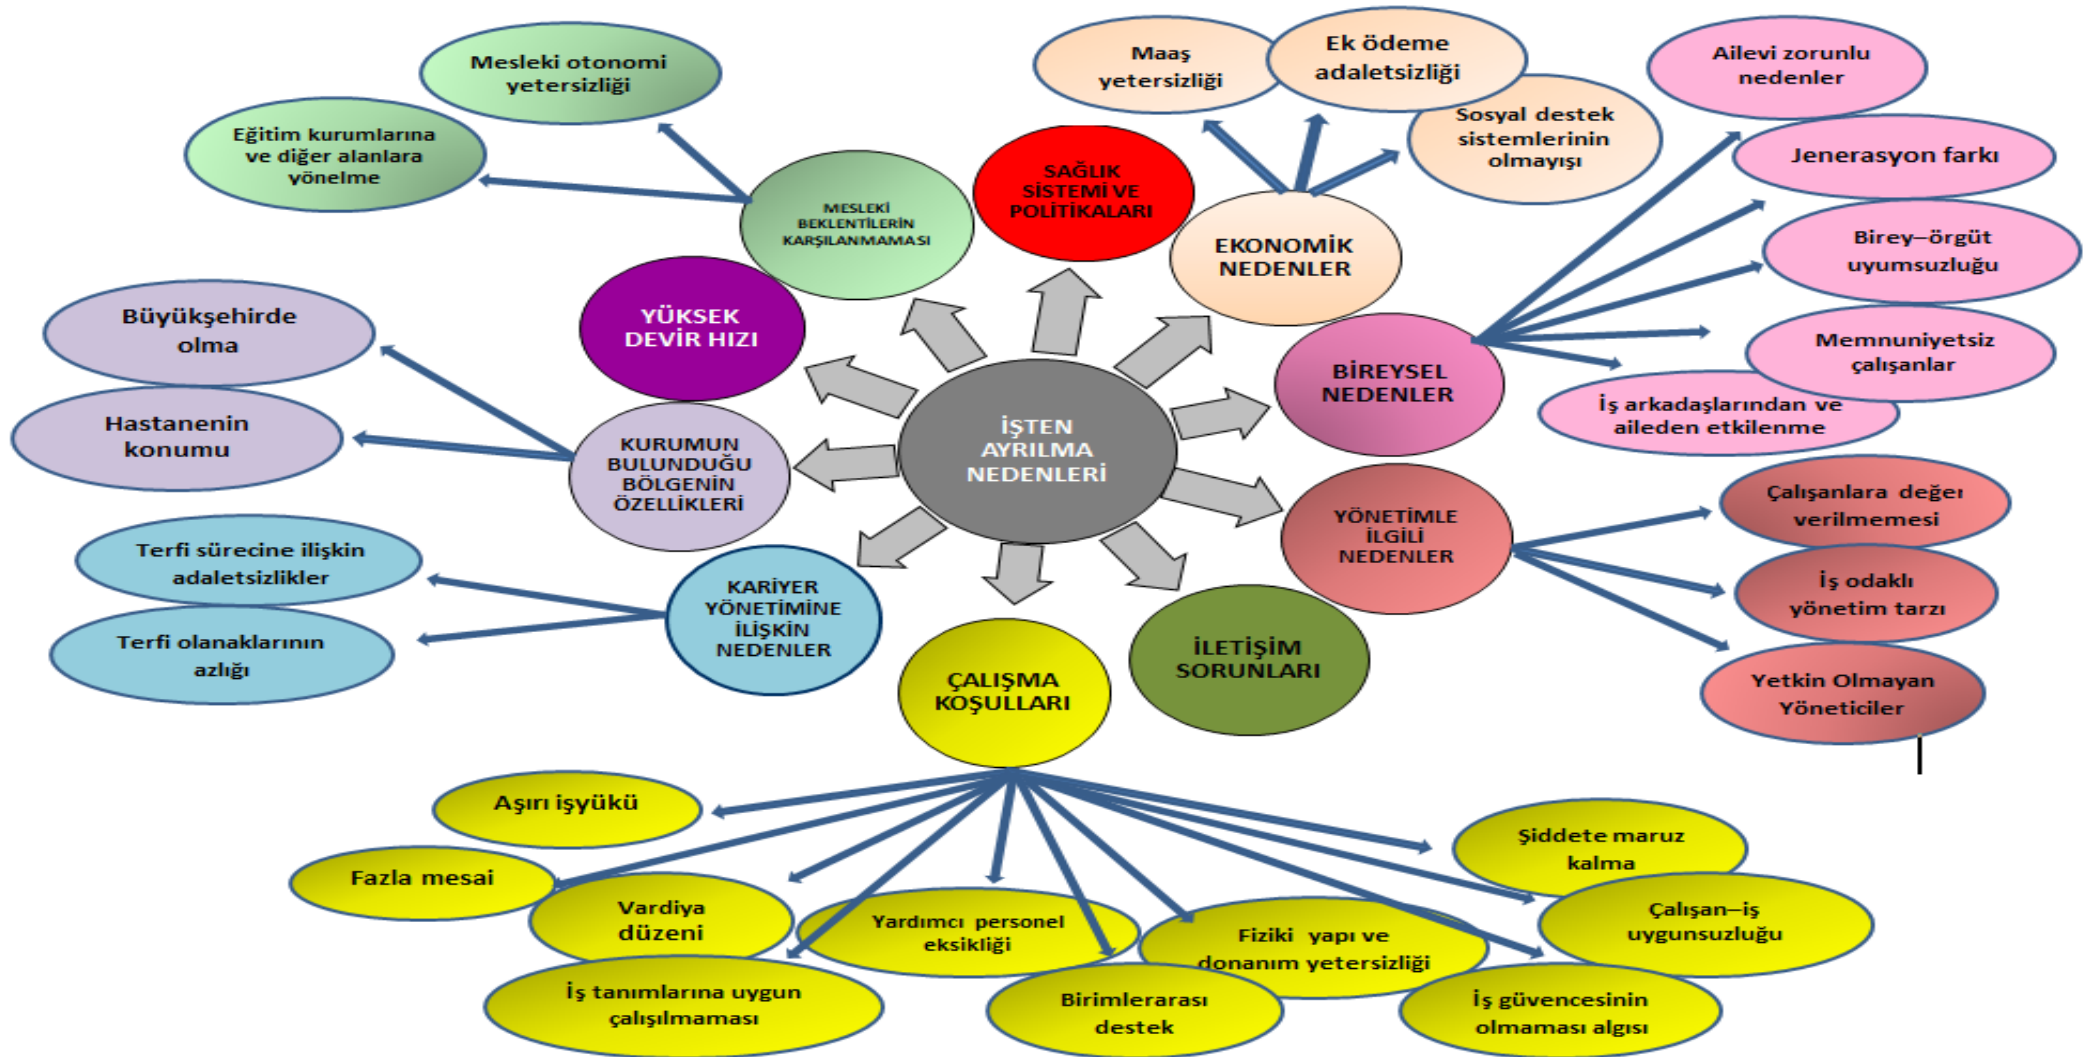 Mesleki otonomi
yetersizliği
Eğitim kurumlarına
ve diğer alanlara
yönelme
MESLEKİ
BEKLENTİLERİN
KARŞILANMAMASI
SAĞLIK
SİSTEMİ VE
POLİTİKALARI
Maaş
yetersizliği
Ek ödeme
adaletsizliği
Sosyal destek
sistemlerinin
olmayışı
EKONOMİK
NEDENLER
Ailevi zorunlu
nedenler
Jenerasyon farkı
Birey–örgüt
uyumsuzluğu
Memnuniyetsiz
çalışanlar
İş arkadaşlarından ve
aileden etkilenme
BİREYSEL
NEDENLER
YÜKSEK
DEVİR HIZI
Büyükşehirde
olma
Hastanenin
konumu
KURUMUN
BULUNDUĞU
BÖLGENİN
ÖZELLİKLERİ
İŞTEN
AYRILMA
NEDENLERİ
YÖNETİMLE
İLGİLİ
NEDENLER
Çalışanlara değer
verilmemesi
İş odaklı
yönetim tarzı
Yetkin Olmayan
Yöneticiler
Terfi sürecine ilişkin
adaletsizlikler
Terfi olanaklarının
azlığı
KARİYER
YÖNETİMİNE
İLİŞKİN
NEDENLER
ÇALIŞMA
KOŞULLARI
İLETİŞİM
SORUNLARI
Aşırı işyükü
Fazla mesai
Vardiya
düzeni
İş tanımlarına uygun
çalışılmaması
Yardımcı personel
eksikliği
Birimlerarası
destek
Fiziki yapı ve
donanım yetersizliği
Şiddete maruz
kalma
Çalışan–iş
uygunsuzluğu
İş güvencesinin
olmaması algısı